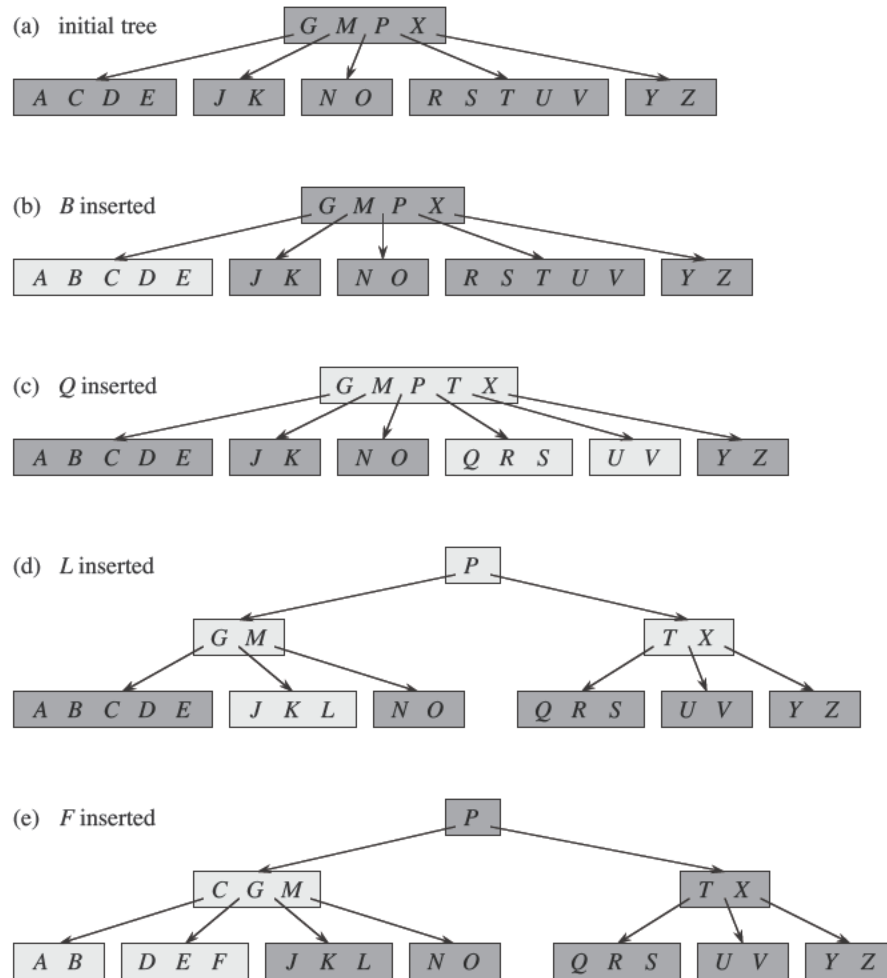 (a) initial tree
G M P X
A C D E J K N O R S T U V Y Z
(b) B inserted
G M P X
A B C D E J K N O R S T U V Y Z
(c) Q inserted
G M P T X
A B C D E J K N O Q R S U V Y Z
(d) L inserted
P
G M T X
A B C D E J K L N O Q R S U V Y Z
(e) F inserted
P
C G M T X
A B D E F J K L N O Q R S U V Y Z